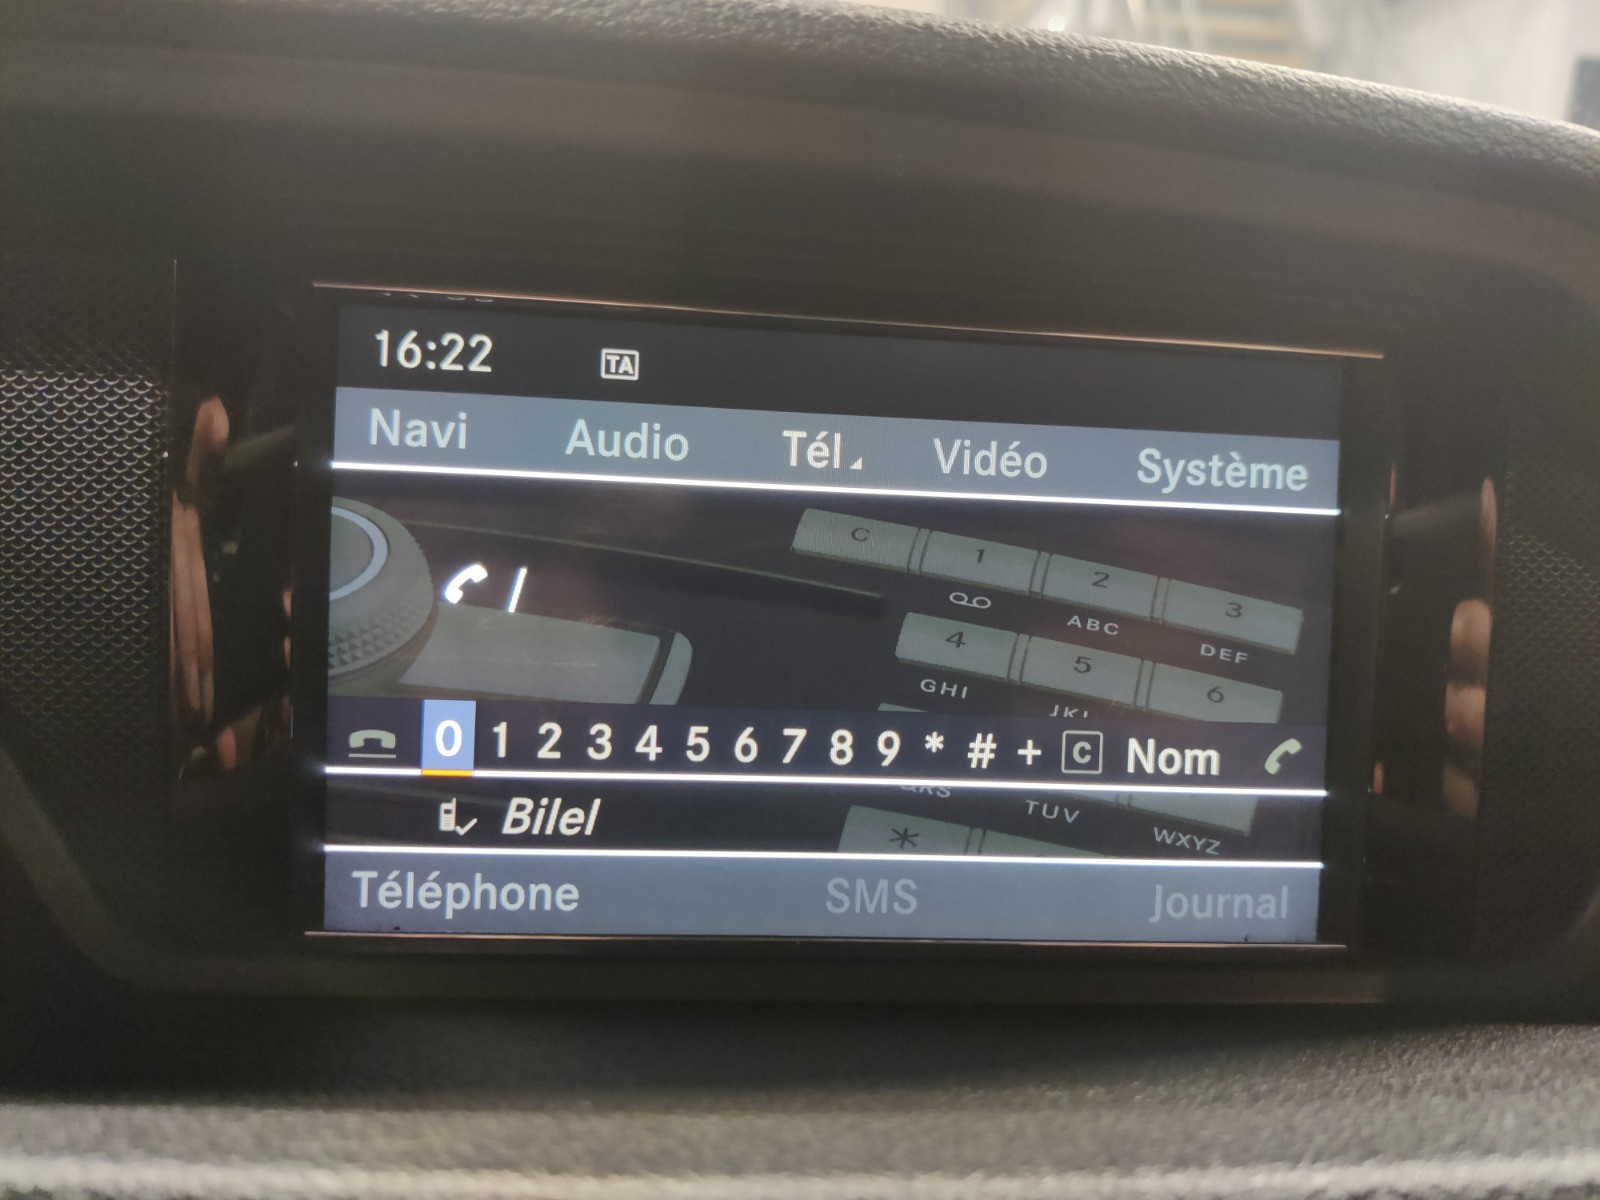 16:22 TA
Navi Audio Tél. Vidéo Système
C 1 2 3
ABC DEF
4 5 6
GHI JKL
0 1 2 3 4 5 6 7 8 9 * # + C Nom
TUV WXYZ
*
Bilel
Téléphone SMS Journal